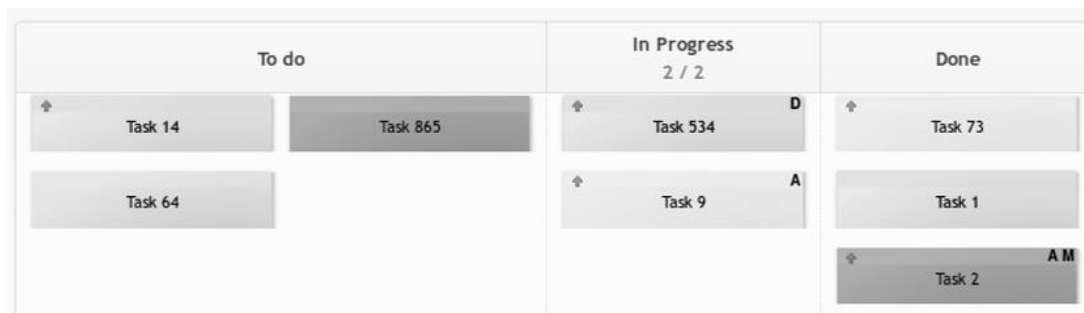 To do
In Progress
2 / 2
Done
Task 14
Task 865
D
Task 534
Task 73
Task 64
A
Task 9
Task 1
A M
Task 2